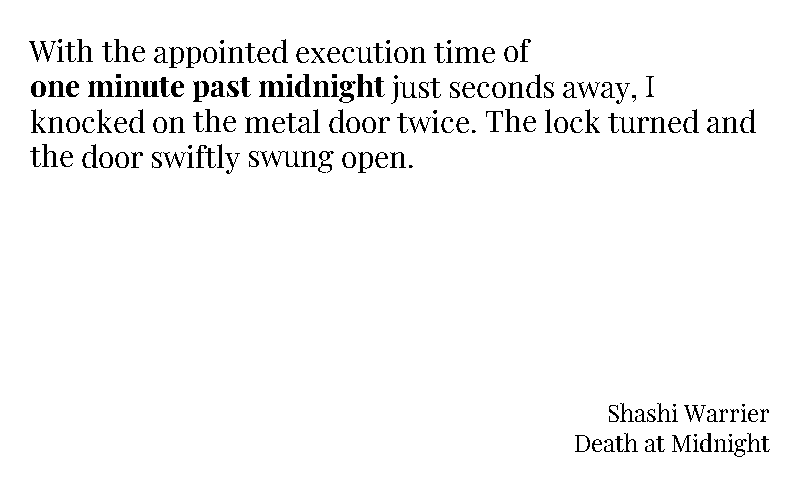 With the appointed execution time of
one minute past midnight just seconds away, I
knocked on the metal door twice. The lock turned and
the door swiftly swung open.
Shashi Warrier
Death at Midnight